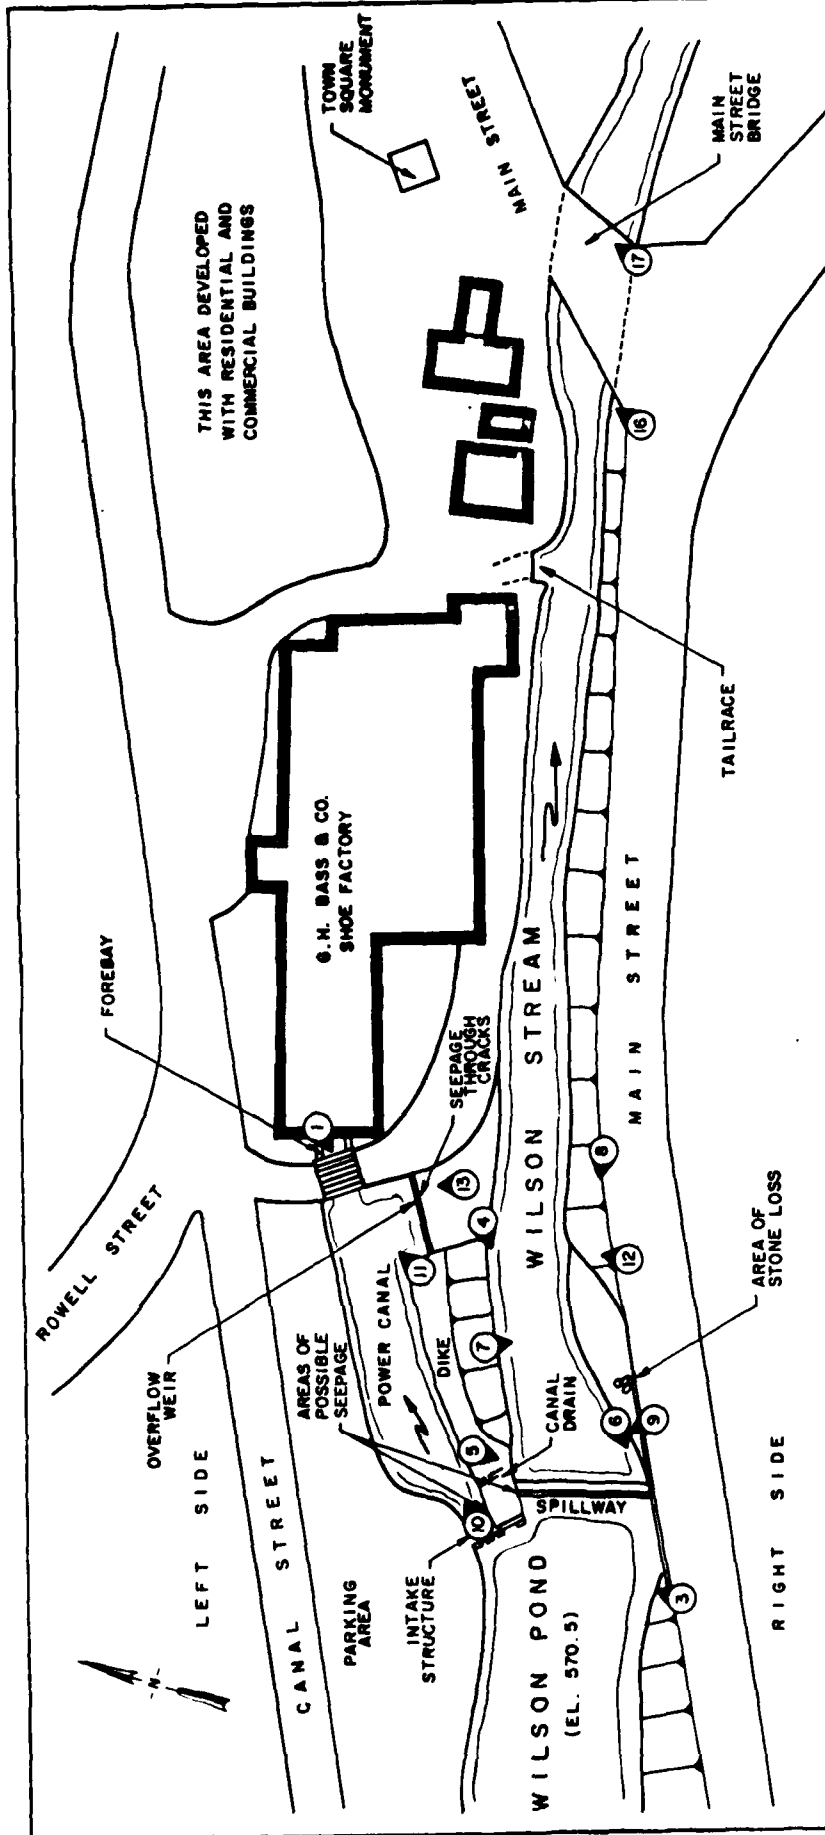 TOWN
SQUARE
MONUMENT
MAIN STREET
MAIN
STREET
BRIDGE
THIS AREA DEVELOPED
WITH RESIDENTIAL AND
COMMERCIAL BUILDINGS
17
16
TAILRACE
G.H. BASS & CO.
SHOE FACTORY
FOREBAY
1
SEEPAGE
THROUGH
CRACKS
WILSON STREAM
MAIN STREET
ROWELL STREET
OVERFLOW
WEIR
13
4
11
8
12
AREA OF
STONE LOSS
POWER CANAL
DIKE
7
AREAS OF
POSSIBLE
SEEPAGE
CANAL
DRAIN
5
6
9
10
SPILLWAY
LEFT SIDE
CANAL STREET
PARKING
AREA
INTAKE
STRUCTURE
WILSON POND
(EL. 570.5)
3
RIGHT SIDE
-N-